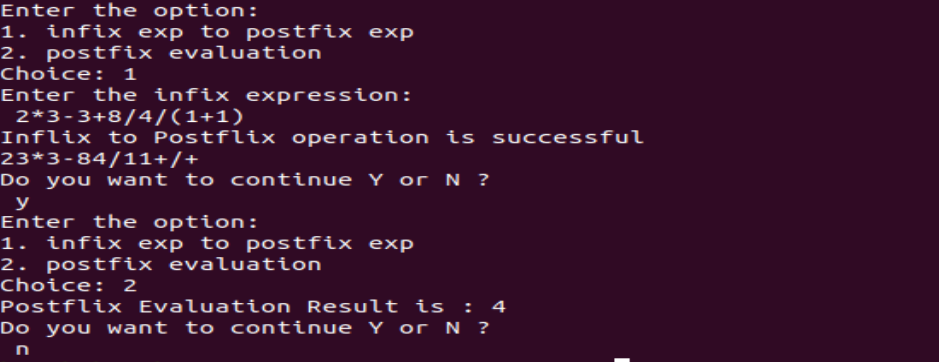 Enter the option:
1. infix exp to postfix exp
2. postfix evaluation
Choice: 1
Enter the infix expression:
2*3-3+8/4/(1+1)
Inflix to Postflix operation is successful
23*3-84/11+/+
Do you want to continue Y or N ?
y
Enter the option:
1. infix exp to postfix exp
2. postfix evaluation
Choice: 2
Postflix Evaluation Result is : 4
Do you want to continue Y or N ?
n